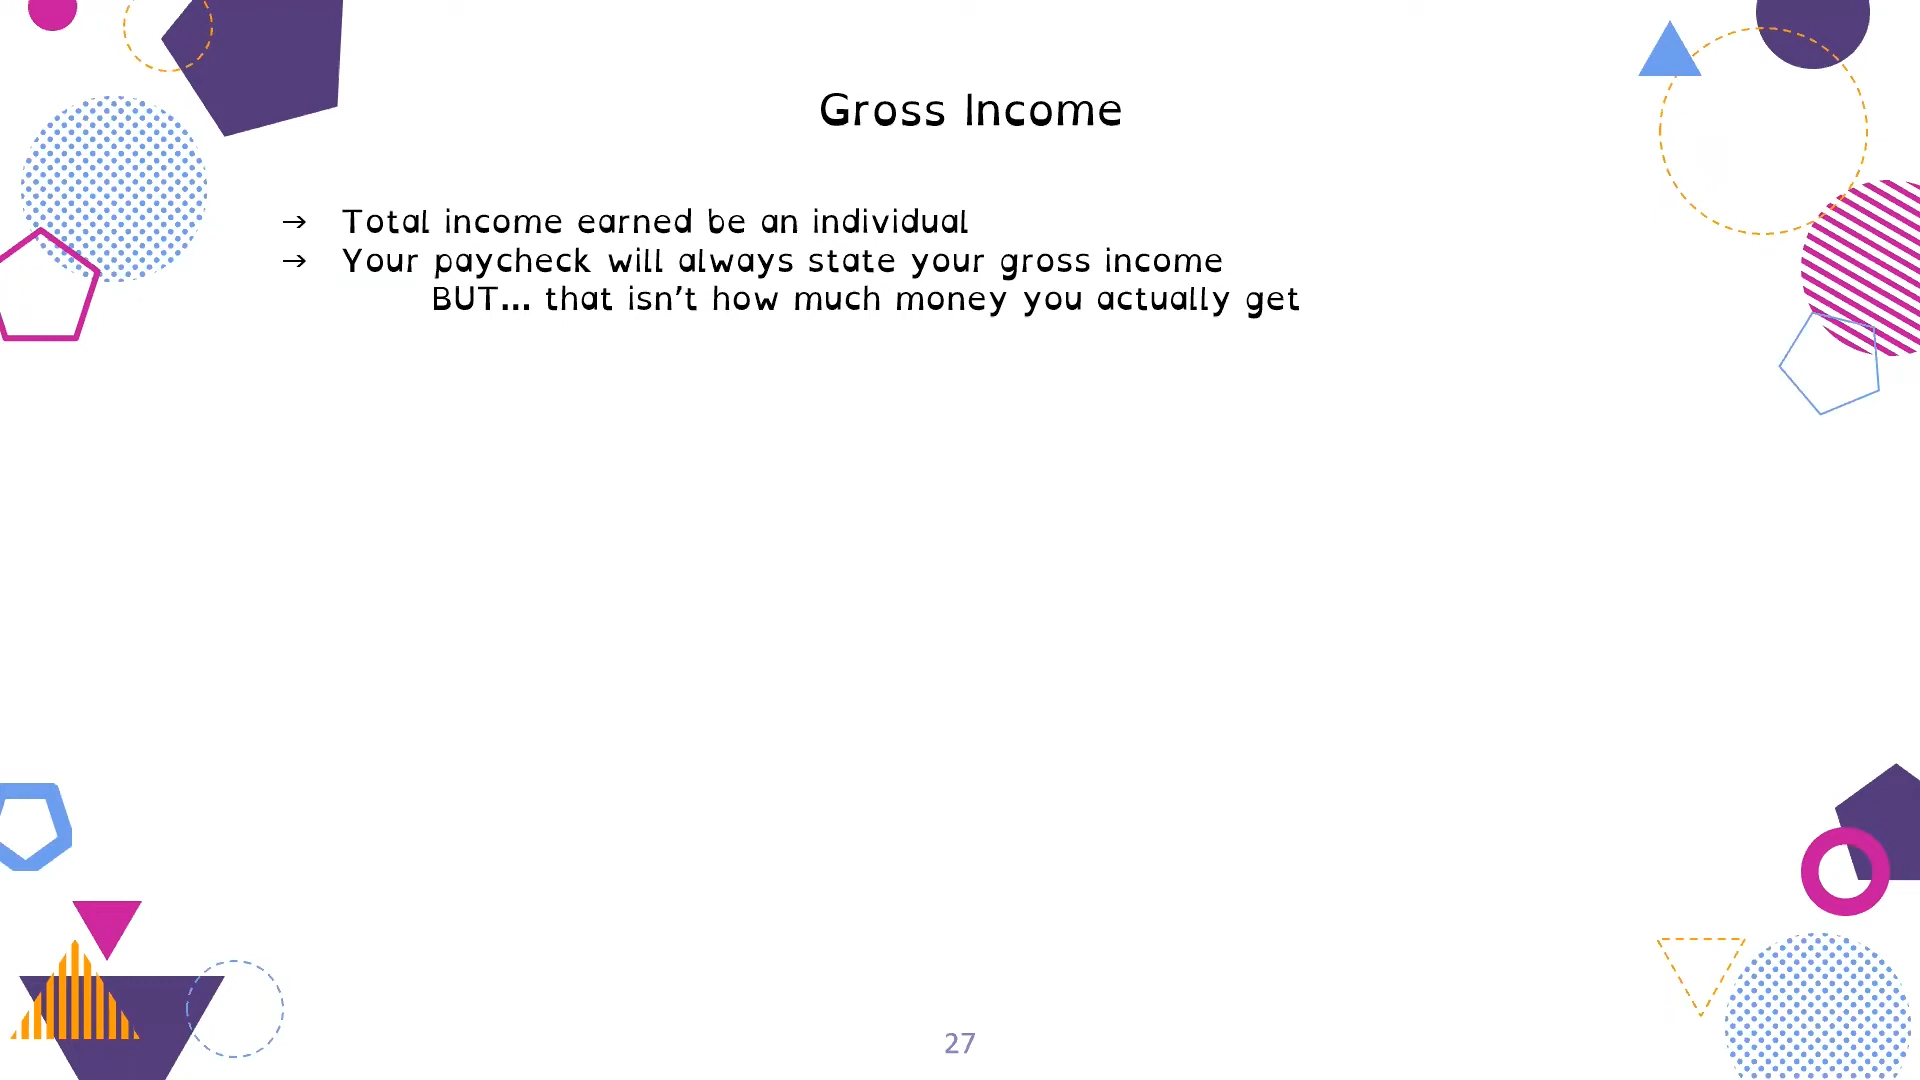 Gross Income
→ Total income earned be an individual
→ Your paycheck will always state your gross income
BUT... that isn't how much money you actually get
27